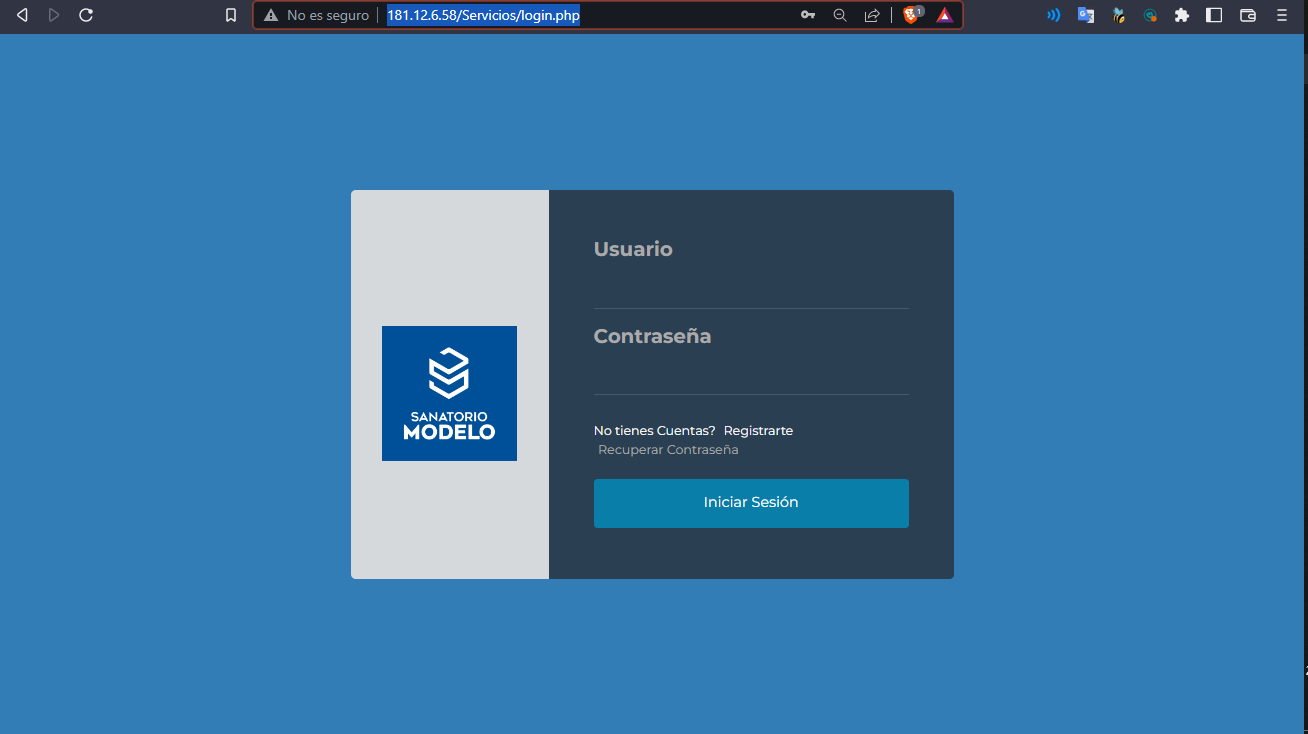 No es seguro 181.12.6.58/Servicios/login.php 1
Usuario
Contraseña
SANATORIO
MODELO
No tienes Cuentas? Registrarte
Recuperar Contraseña
Iniciar Sesión